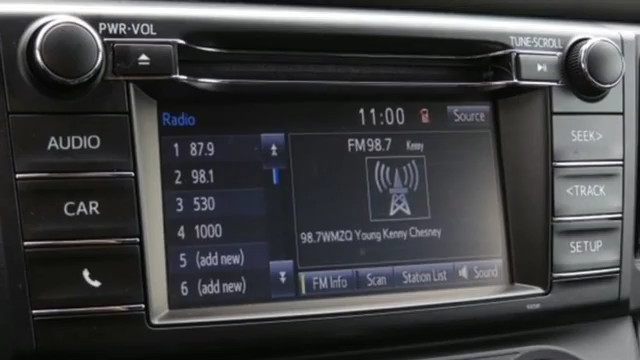 PWR•VOL
TUNE•SCROLL
AUDIO
CAR
SEEK>
<TRACK
SETUP
Radio
11:00
Source
1 87.9
2 98.1
3 530
4 1000
5 (add new)
6 (add new)
FM98.7 Kenny
98.7WMZQ Young Kenny Chesney
FM Info
Scan
Station List
Sound